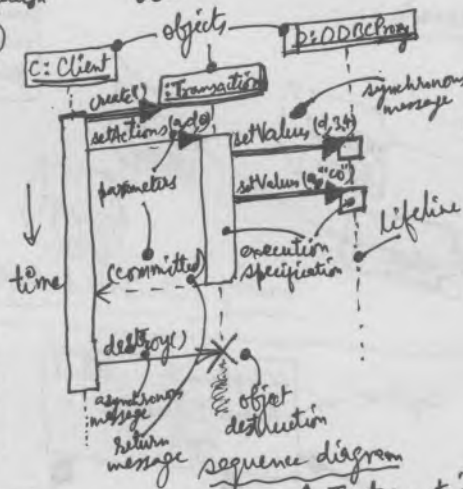 objects
c: Client
: Transaction
p: ODBCProxy
create()
synchronous
message
setActions(a,d,o)
setValues(d,3,4)
setValues(a,"co")
parameters
execution
specification
lifeline
time
(committed)
destroy()
asynchronous
message
return
message
object
destruction
sequence diagram